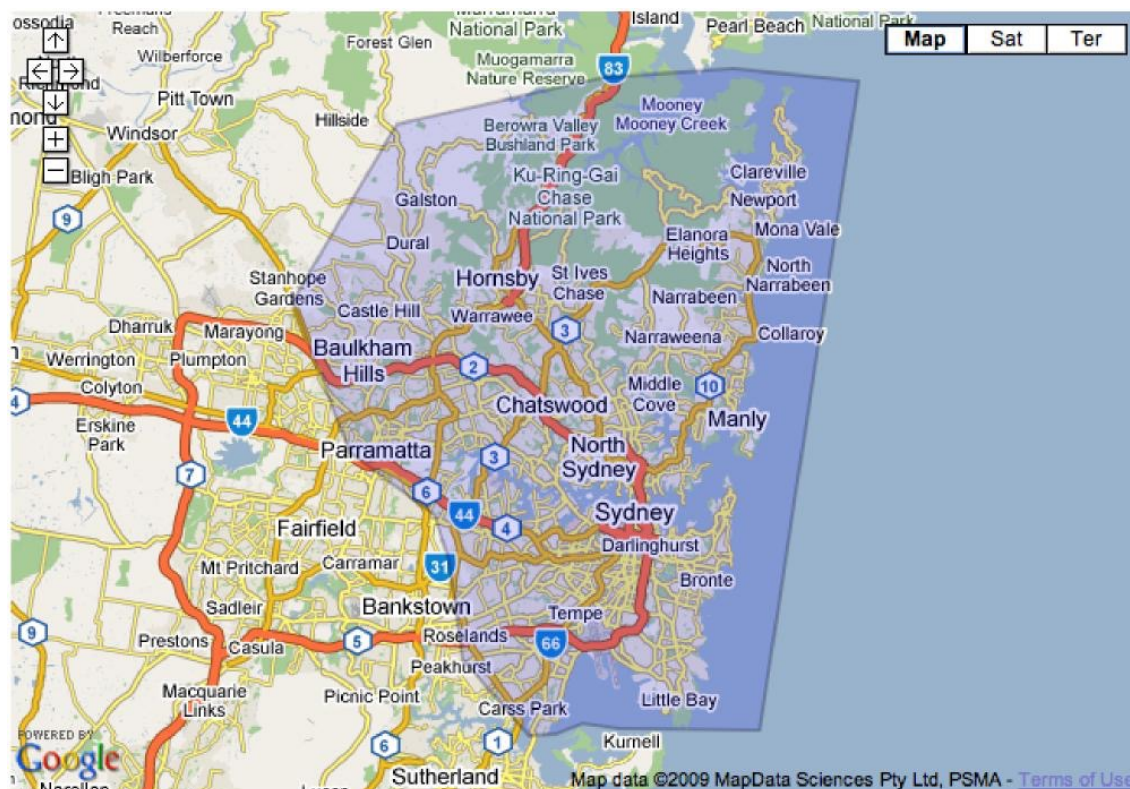 Island
Pearl Beach
National Park
National Park
Reach
Wilberforce
Forest Glen
Muogamarra
Nature Reserve
83
Map Sat Ter
Pitt Town
Hillside
Windsor
Mooney
Mooney Creek
Berowra Valley
Bushland Park
Bligh Park
Ku-Ring-Gai
Chase
National Park
Clareville
Galston
Newport
9
Dural
Elanora
Heights
Mona Vale
Stanhope
Gardens
Hornsby
St Ives
Chase
North
Narrabeen
Narrabeen
Castle Hill
Warrawee
Dharruk
Marayong
3
Narraweena
Collaroy
Werrington
Plumpton
Baulkham
Hills
2
Colyton
Middle
Cove
10
4
Erskine
Park
44
Chatswood
Manly
Parramatta
North
Sydney
3
7
6
44
4
Sydney
Fairfield
Darlinghurst
Mt Pritchard
Carramar
31
Bronte
Sadleir
Bankstown
Tempe
9
Prestons
Casula
5
Roselands
66
Peakhurst
Macquarie
Links
Picnic Point
Carss Park
Little Bay
POWERED BY
Google
6
1
Kurnell
Sutherland
Map data ©2009 MapData Sciences Pty Ltd, PSMA - Terms of Use